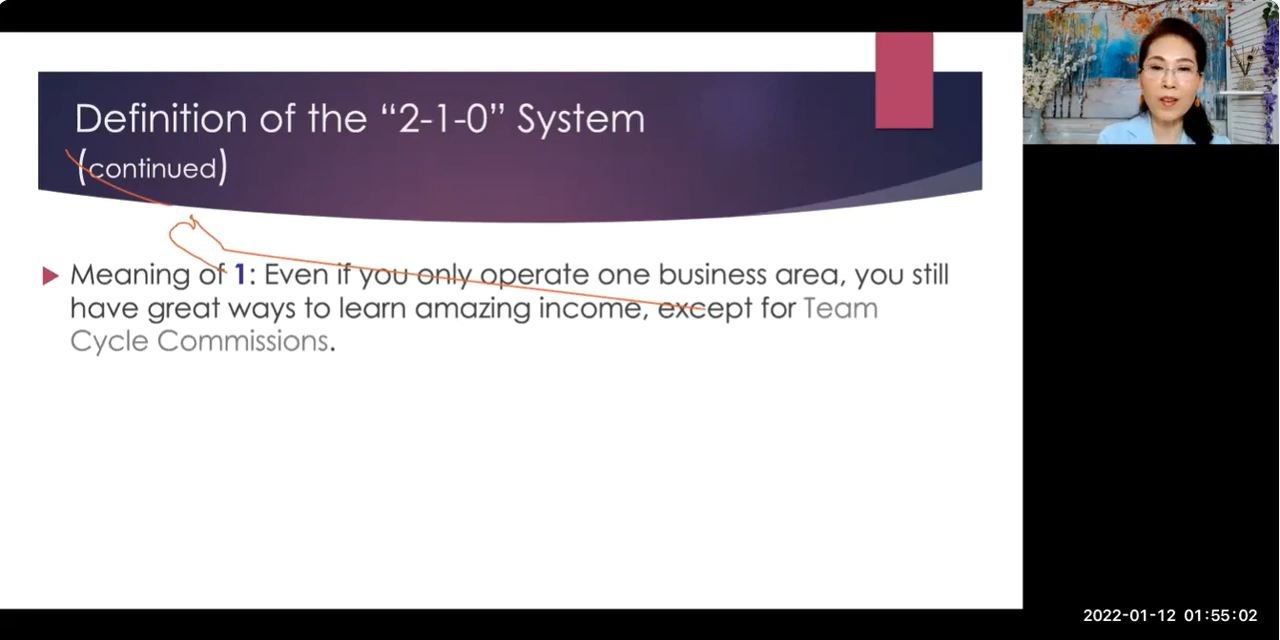 Definition of the “2-1-0” System
(continued)
Meaning of 1: Even if you only operate one business area, you still
have great ways to learn amazing income, except for Team
Cycle Commissions.
2022-01-12 01:55:02